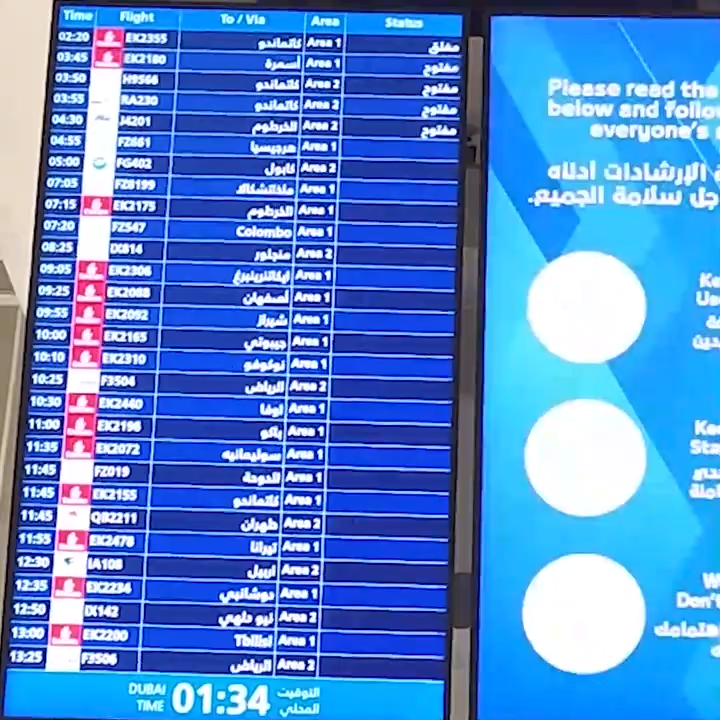 Time Flight To / Via Area Status
02:20 EK2355 كاتماندو Area 1 مغلق
03:45 EK2180 أسمرة Area 1 مفتوح
03:50 H9566 كاتماندو Area 2 مفتوح
03:55 RA230 كاتماندو Area 2 مفتوح
04:30 J4201 الخرطوم Area 2 مفتوح
04:55 FZ661 هرجيسيا Area 1
05:00 FG402 كابول Area 2
07:05 FZ8199 ماختشكالا Area 1
07:15 EK2175 الخرطوم Area 1
07:20 FZ547 Colombo Area 1
08:25 IX814 منجلور Area 2
09:05 EK2306 ايكاترينبرغ Area 1
09:25 EK2088 اصفهان Area 1
09:55 EK2092 شيراز Area 1
10:00 EK2165 جيبوتي Area 1
10:10 EK2310 نوكوفو Area 1
10:25 F3504 الرياض Area 2
10:30 EK2440 اوفا Area 1
11:00 EK2196 باكو Area 1
11:35 EK2072 سوليمانيه Area 1
11:45 FZ019 الدوحة Area 1
11:45 EK2155 كاتماندو Area 1
11:45 QB2211 طهران Area 2
11:55 EK2478 تيرانا Area 1
12:30 IA108 اربيل Area 2
12:35 EK2234 دوشانبي Area 1
12:50 IX142 نيو دلهي Area 2
13:00 EK2200 Tbilisi Area 1
13:25 F3506 الرياض Area 2
DUBAI TIME 01:34 التوقيت المحلي
Please read the
below and follow
everyone's
الإرشادات أدناه
جل سلامة الجميع.
Don't